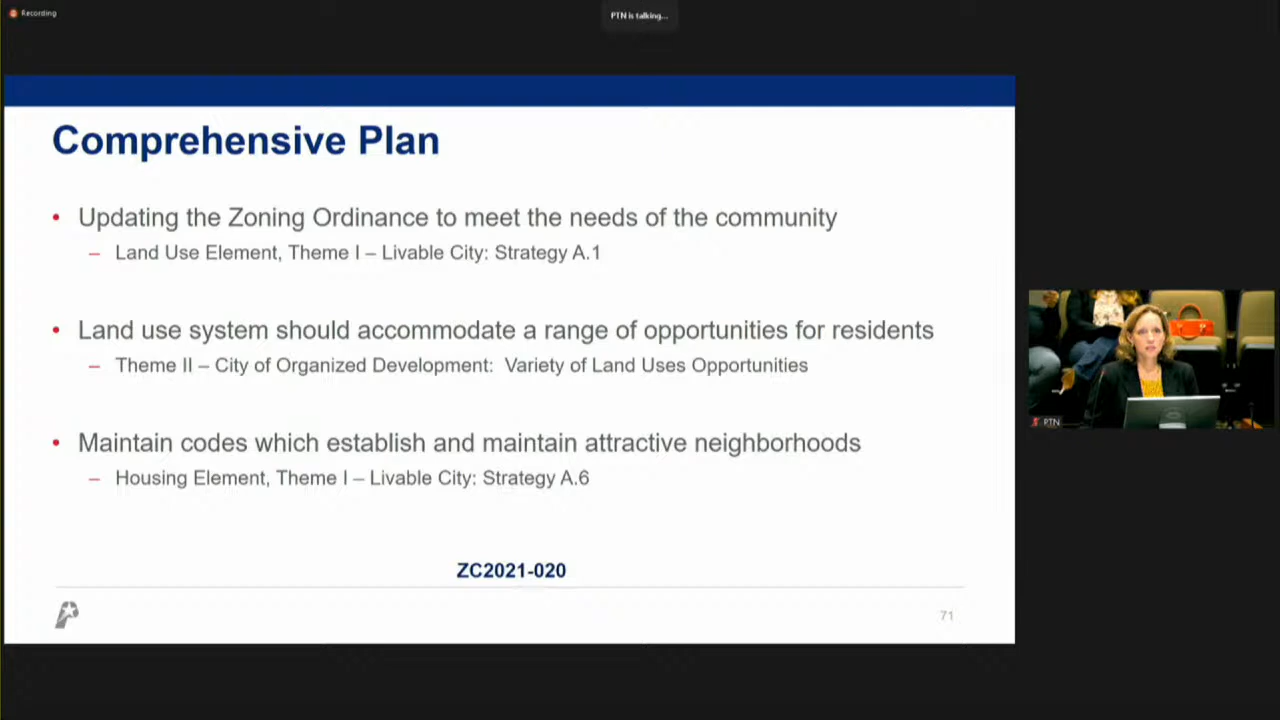 Recording
PTN is talking...
Comprehensive Plan
• Updating the Zoning Ordinance to meet the needs of the community
– Land Use Element, Theme I – Livable City: Strategy A.1
• Land use system should accommodate a range of opportunities for residents
– Theme II – City of Organized Development:  Variety of Land Uses Opportunities
• Maintain codes which establish and maintain attractive neighborhoods
– Housing Element, Theme I – Livable City: Strategy A.6
PTN
ZC2021-020
71